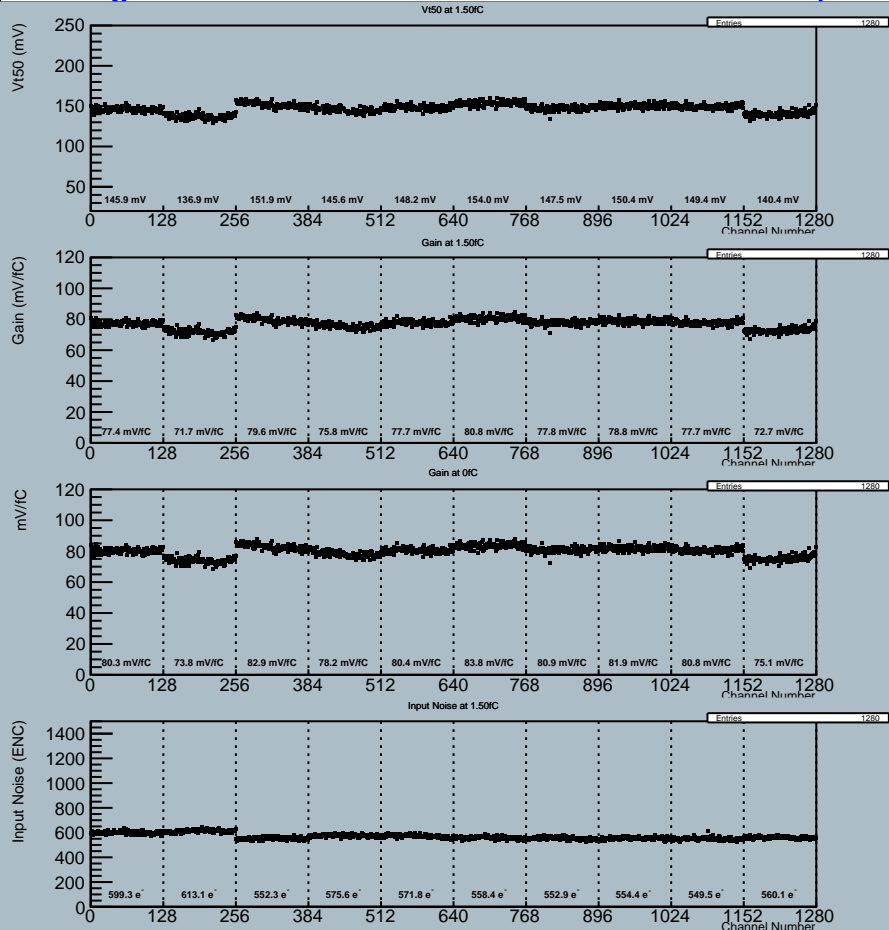 Vt50 at 1.50fC
Entries 1280
Vt50 (mV)
250
200
150
100
50
145.9 mV 136.9 mV 151.9 mV 145.6 mV 148.2 mV 154.0 mV 147.5 mV 150.4 mV 149.4 mV 140.4 mV
0 128 256 384 512 640 768 896 1024 1152 1280
Channel Number
Gain at 1.50fC
Entries 1280
Gain (mV/fC)
120
100
80
60
40
20
0
77.4 mV/fC 71.7 mV/fC 79.6 mV/fC 75.8 mV/fC 77.7 mV/fC 80.8 mV/fC 77.8 mV/fC 78.8 mV/fC 77.7 mV/fC 72.7 mV/fC
0 128 256 384 512 640 768 896 1024 1152 1280
Channel Number
Gain at 0fC
Entries 1280
mV/fC
120
100
80
60
40
20
0
80.3 mV/fC 73.8 mV/fC 82.9 mV/fC 78.2 mV/fC 80.4 mV/fC 83.8 mV/fC 80.9 mV/fC 81.9 mV/fC 80.8 mV/fC 75.1 mV/fC
0 128 256 384 512 640 768 896 1024 1152 1280
Channel Number
Input Noise at 1.50fC
Entries 1280
Input Noise (ENC)
1400
1200
1000
800
600
400
200
0
599.3 e⁻ 613.1 e⁻ 552.3 e⁻ 575.6 e⁻ 571.8 e⁻ 558.4 e⁻ 552.9 e⁻ 554.4 e⁻ 549.5 e⁻ 560.1 e⁻
0 128 256 384 512 640 768 896 1024 1152 1280
Channel Number